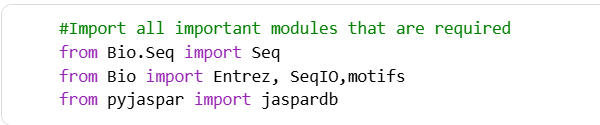 #Import all important modules that are required
from Bio.Seq import Seq
from Bio import Entrez, SeqIO,motifs
from pyjaspar import jaspardb